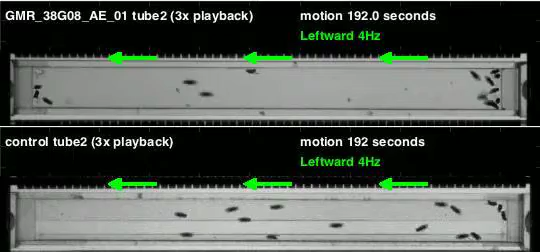 GMR_38G08_AE_01 tube2 (3x playback)
motion 192.0 seconds
Leftward 4Hz
control tube2 (3x playback)
motion 192 seconds
Leftward 4Hz